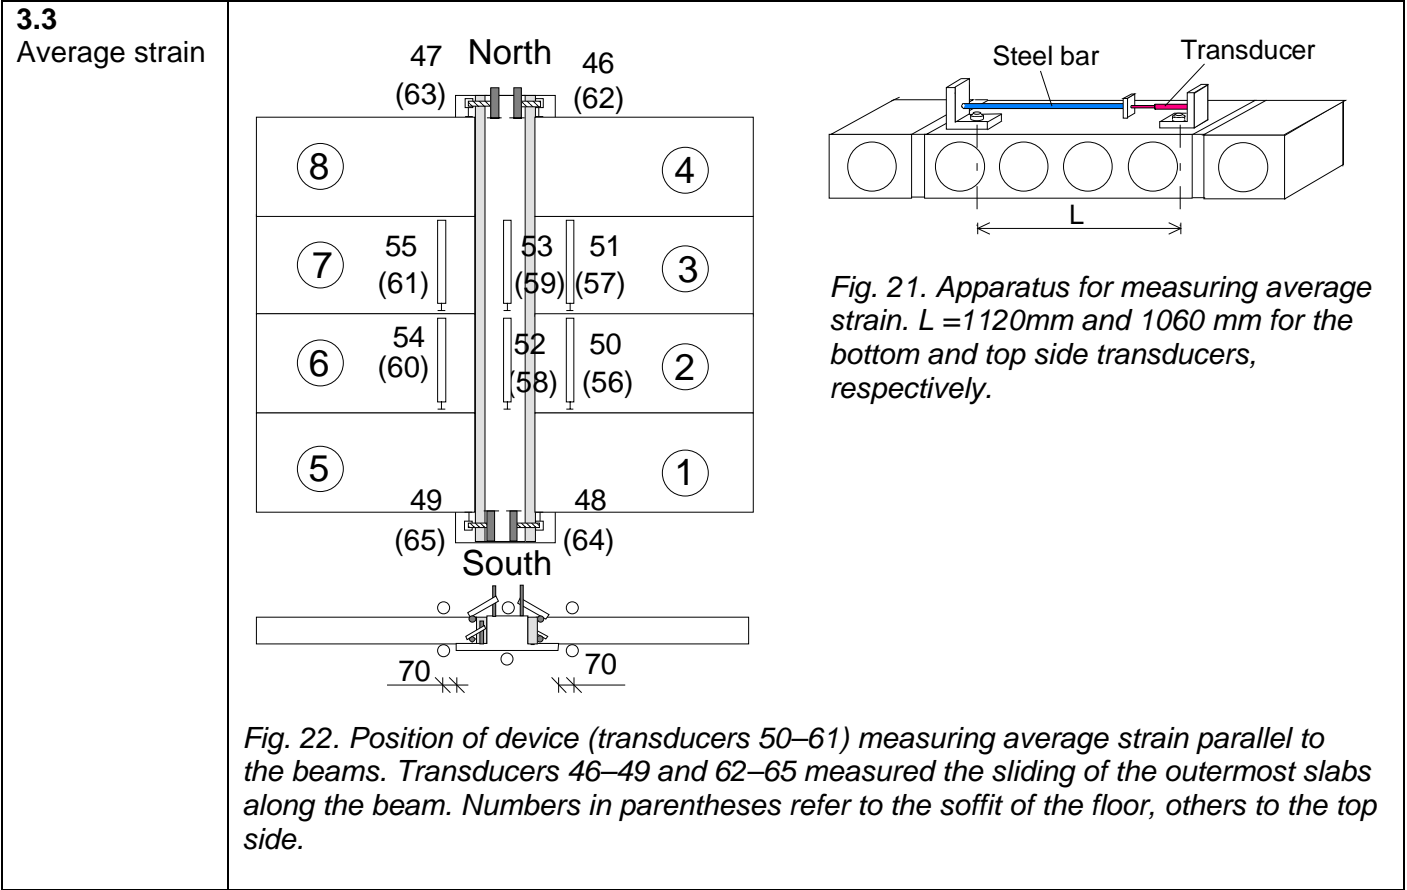 3.3
Average strain
47
North
46
(63)
(62)
8
4
55
53
51
7
3
(61)
(59)
(57)
54
52
50
6
2
(60)
(58)
(56)
5
1
49
48
(65)
(64)
South
70
70
Steel bar
Transducer
L
Fig. 21. Apparatus for measuring average
strain. L =1120mm and 1060 mm for the
bottom and top side transducers,
respectively.
Fig. 22. Position of device (transducers 50–61) measuring average strain parallel to
the beams. Transducers 46–49 and 62–65 measured the sliding of the outermost slabs
along the beam. Numbers in parentheses refer to the soffit of the floor, others to the top
side.